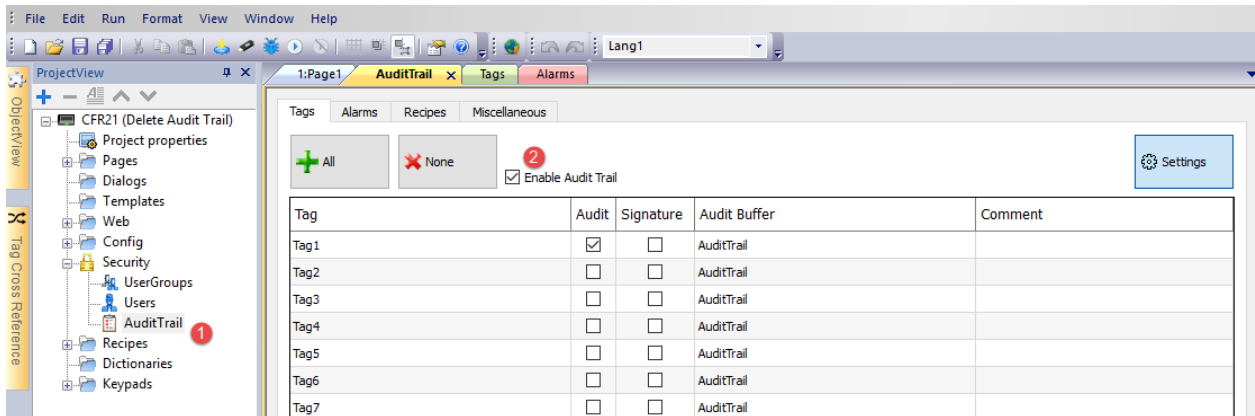 File Edit Run Format View Window Help
Lang1
ObjectView
Tag Cross Reference
ProjectView
CFR21 (Delete Audit Trail)
Project properties
Pages
Dialogs
Templates
Web
Config
Security
UserGroups
Users
AuditTrail 1
Recipes
Dictionaries
Keypads
1:Page1 AuditTrail x Tags Alarms
Tags Alarms Recipes Miscellaneous
All None 2 Enable Audit Trail Settings
Tag Audit Signature Audit Buffer Comment
Tag1 AuditTrail
Tag2 AuditTrail
Tag3 AuditTrail
Tag4 AuditTrail
Tag5 AuditTrail
Tag6 AuditTrail
Tag7 AuditTrail